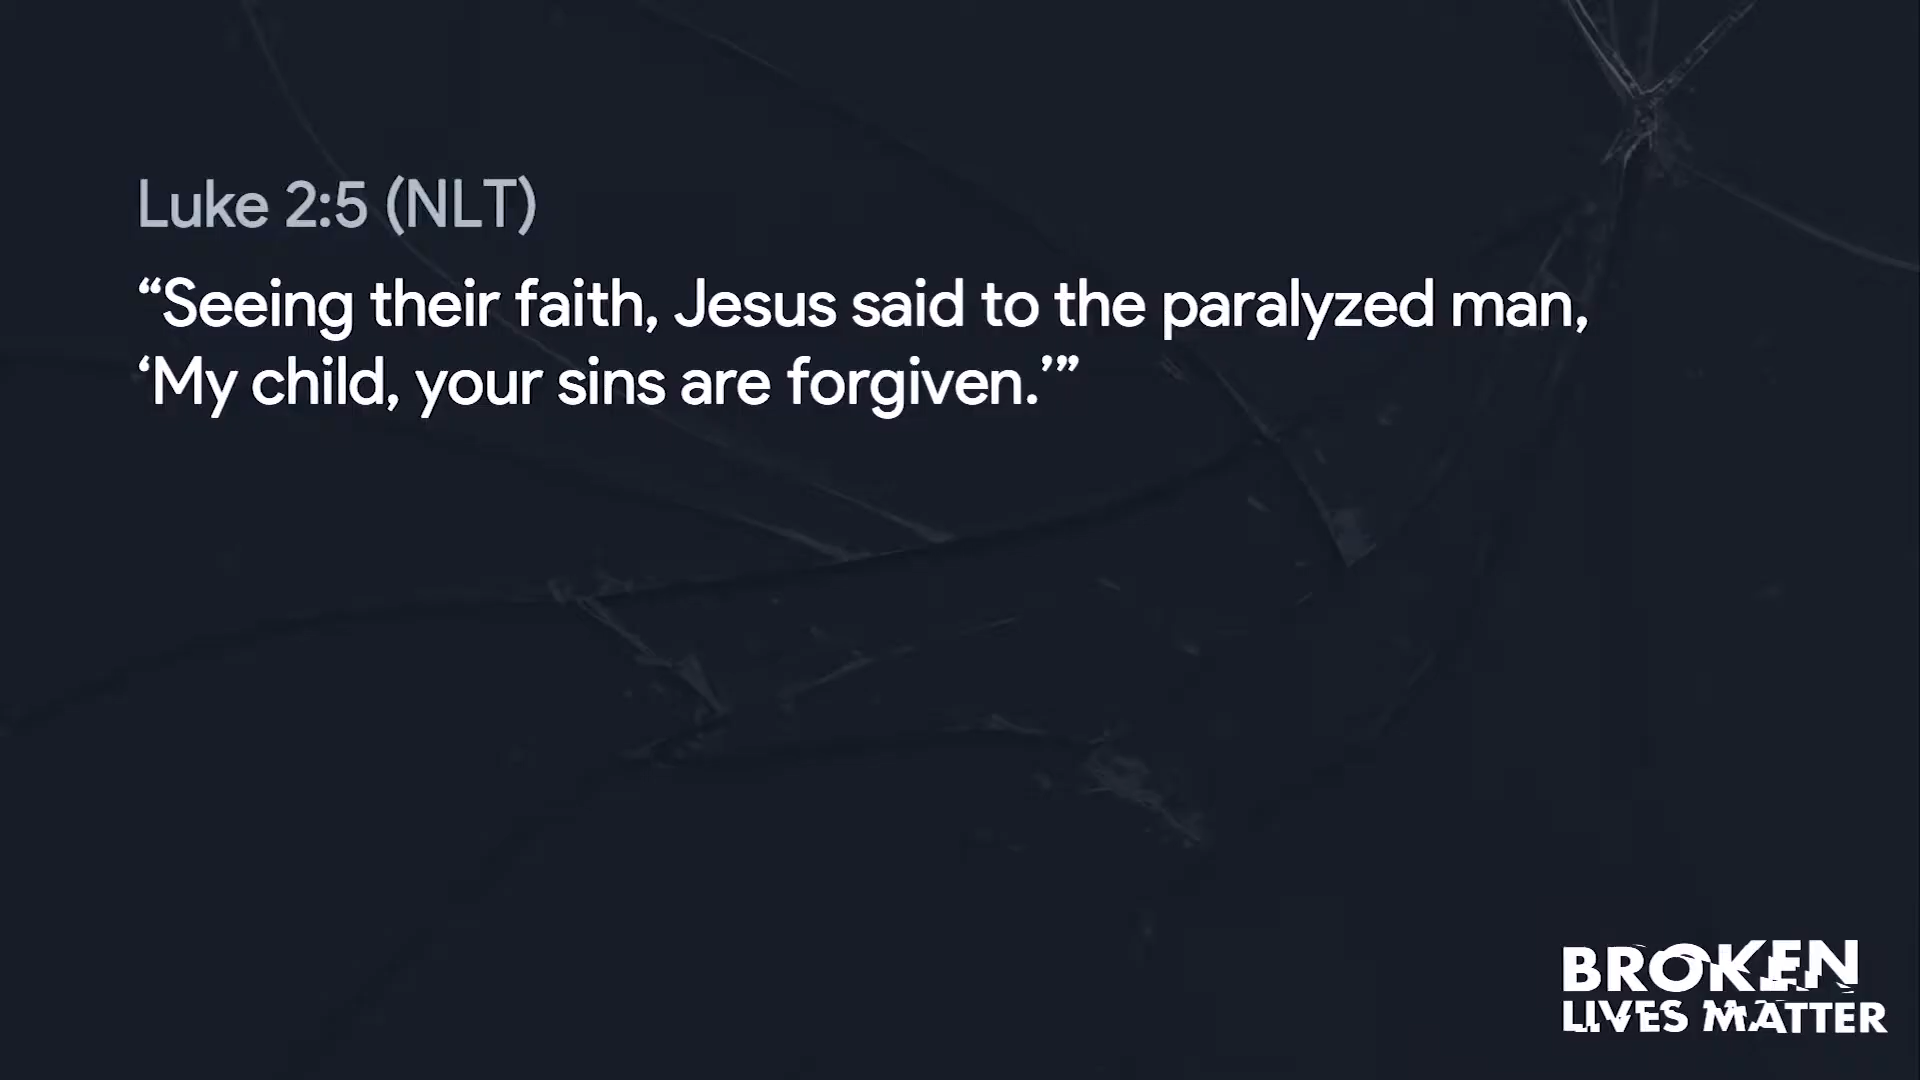 Luke 2:5 (NLT)
“Seeing their faith, Jesus said to the paralyzed man,
‘My child, your sins are forgiven.’”
BROKEN
LIVES MATTER